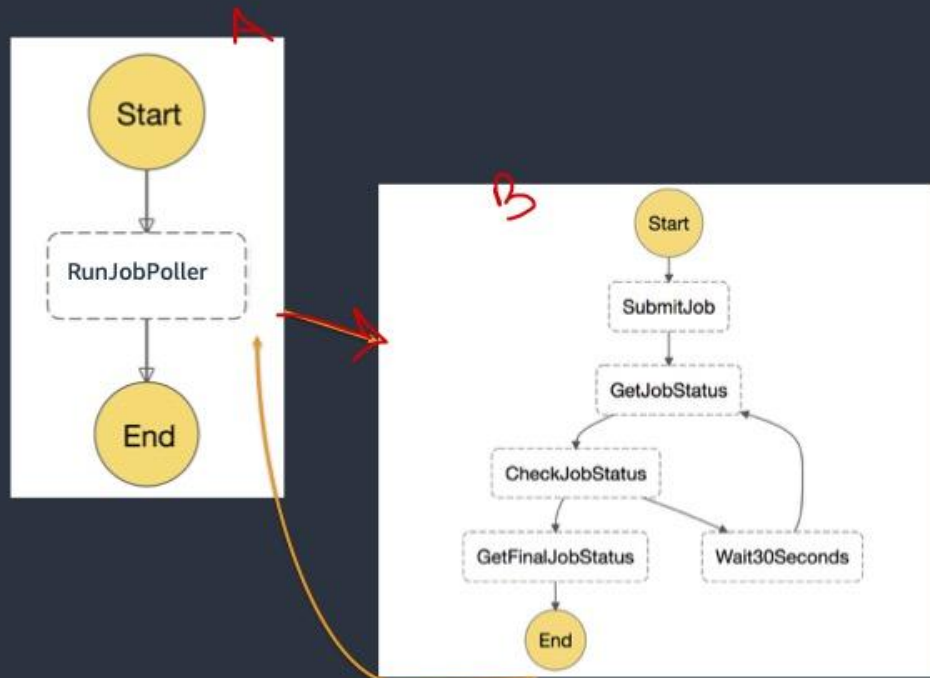 A
Start
RunJobPoller
End
B
Start
SubmitJob
GetJobStatus
CheckJobStatus
GetFinalJobStatus
Wait30Seconds
End